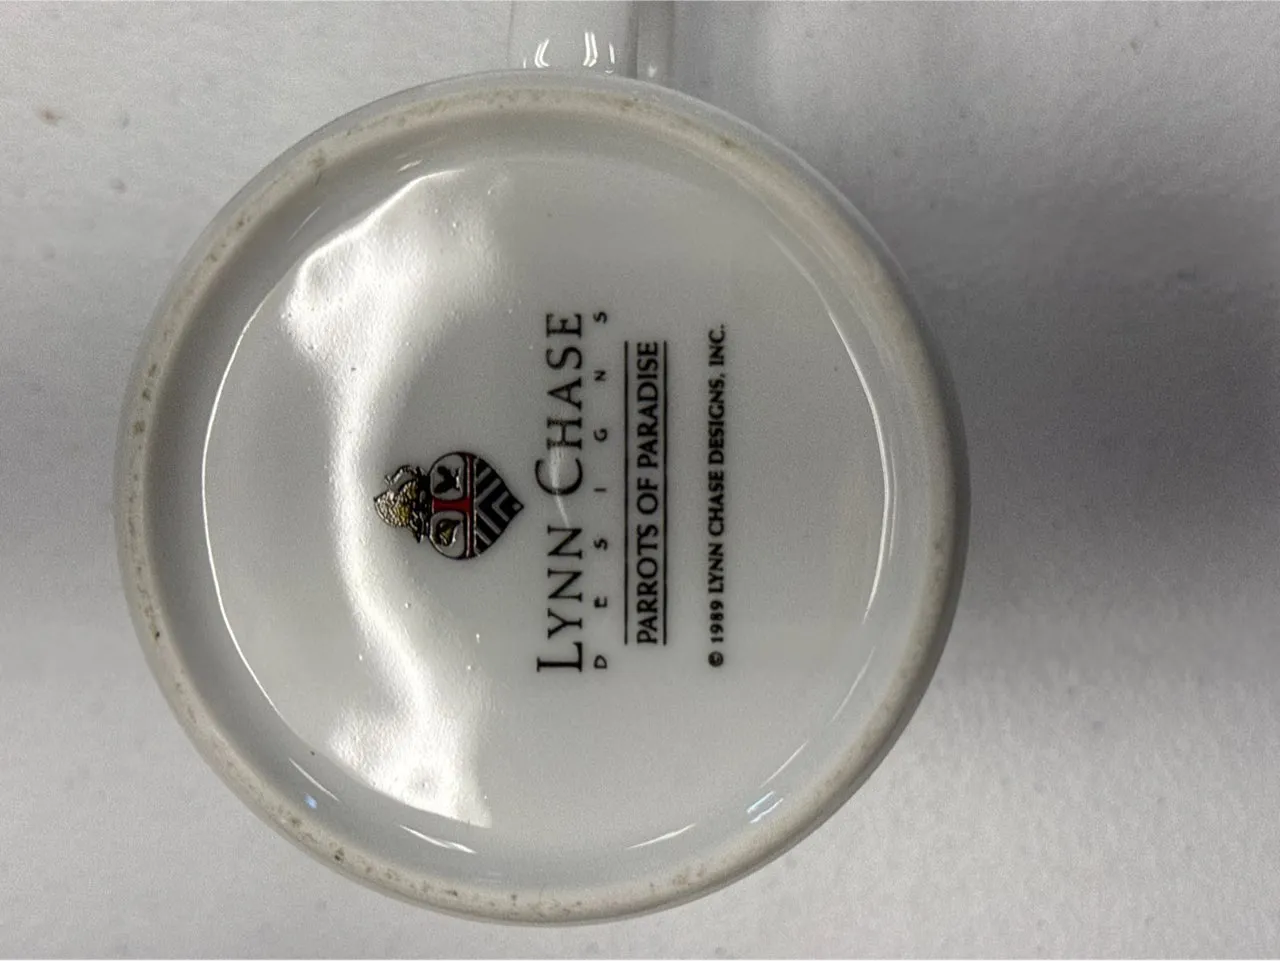 LYNN CHASE
DESIGNS
PARROTS OF PARADISE
© 1989 LYNN CHASE DESIGNS, INC.